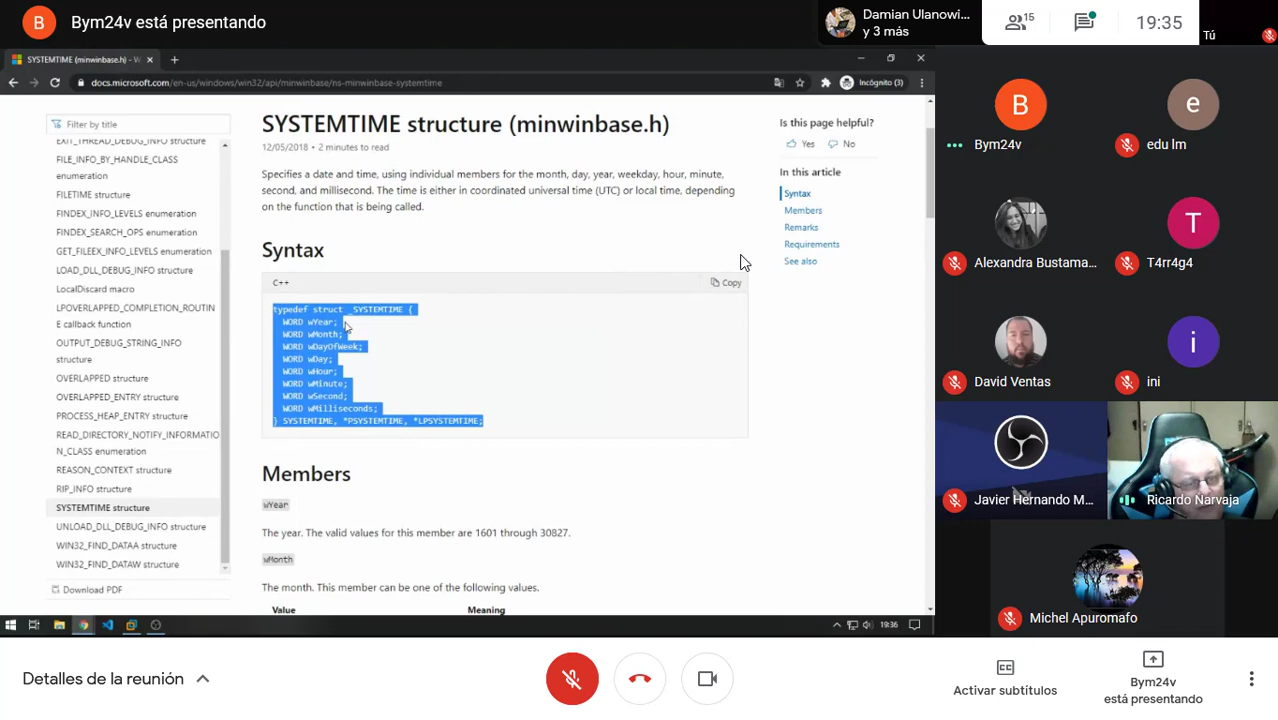 B Bym24v está presentando
Damian Ulanowi...
y 3 más
15
19:35
Tú
SYSTEMTIME (minwinbase.h) - W
docs.microsoft.com/en-us/windows/win32/api/minwinbase/ns-minwinbase-systemtime
Incógnito (3)
Filter by title
EXIT_THREAD_DEBUG_INFO structure
FILE_INFO_BY_HANDLE_CLASS
enumeration
FILETIME structure
FINDEX_INFO_LEVELS enumeration
FINDEX_SEARCH_OPS enumeration
GET_FILEEX_INFO_LEVELS enumeration
LOAD_DLL_DEBUG_INFO structure
LocalDiscard macro
LPOVERLAPPED_COMPLETION_ROUTIN
E callback function
OUTPUT_DEBUG_STRING_INFO
structure
OVERLAPPED structure
OVERLAPPED_ENTRY structure
PROCESS_HEAP_ENTRY structure
READ_DIRECTORY_NOTIFY_INFORMATIO
N_CLASS enumeration
REASON_CONTEXT structure
RIP_INFO structure
SYSTEMTIME structure
UNLOAD_DLL_DEBUG_INFO structure
WIN32_FIND_DATAA structure
WIN32_FIND_DATAW structure
Download PDF
SYSTEMTIME structure (minwinbase.h)
12/05/2018 • 2 minutes to read
Specifies a date and time, using individual members for the month, day, year, weekday, hour, minute,
second, and millisecond. The time is either in coordinated universal time (UTC) or local time, depending
on the function that is being called.
Syntax
C++
Copy
typedef struct _SYSTEMTIME {
WORD wYear;
WORD wMonth;
WORD wDayOfWeek;
WORD wDay;
WORD wHour;
WORD wMinute;
WORD wSecond;
WORD wMilliseconds;
} SYSTEMTIME, *PSYSTEMTIME, *LPSYSTEMTIME;
Members
wYear
The year. The valid values for this member are 1601 through 30827.
wMonth
The month. This member can be one of the following values.
Value Meaning
Is this page helpful?
Yes No
In this article
Syntax
Members
Remarks
Requirements
See also
19:36
B
Bym24v
e
edu lm
Alexandra Bustama...
T
T4rr4g4
David Ventas
i
ini
Javier Hernando M...
Ricardo Narvaja
Michel Apuromafo
Detalles de la reunión
CC
Activar subtítulos
Bym24v
está presentando